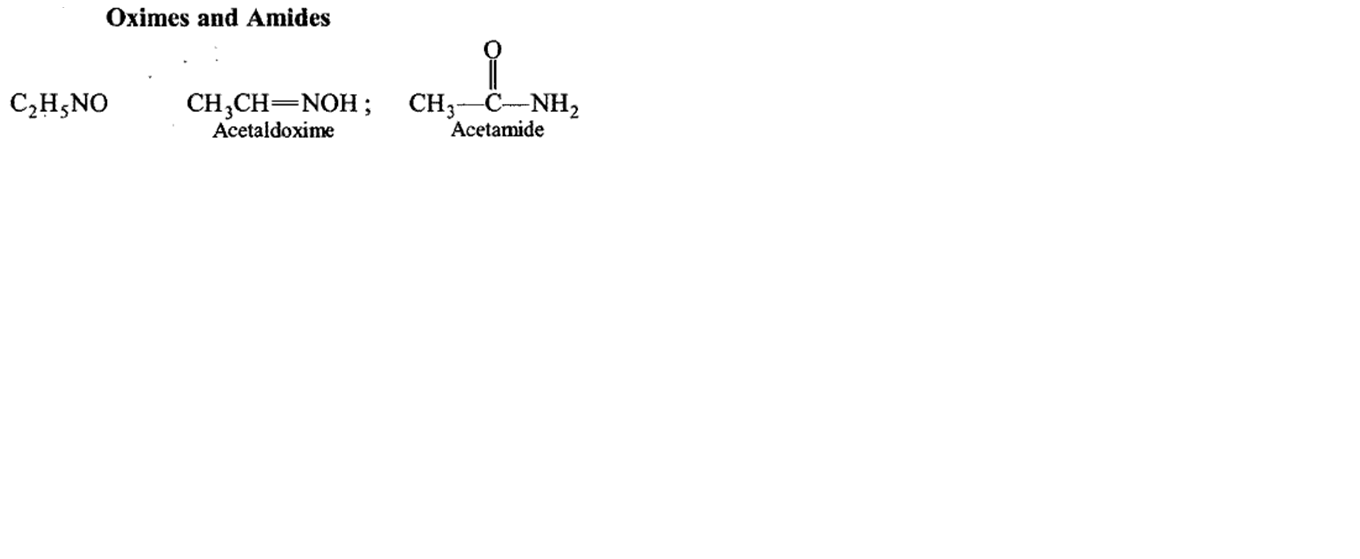 Oximes and Amides
O
C₂H₅NO CH₃CH=NOH ; CH₃—C—NH₂
Acetaldoxime Acetamide